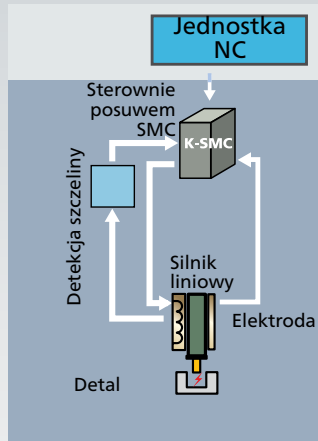 Jednostka
NC
Sterownie
posuwem
SMC
K-SMC
Detekcja szczeliny
Silnik
liniowy
Elektroda
Detal